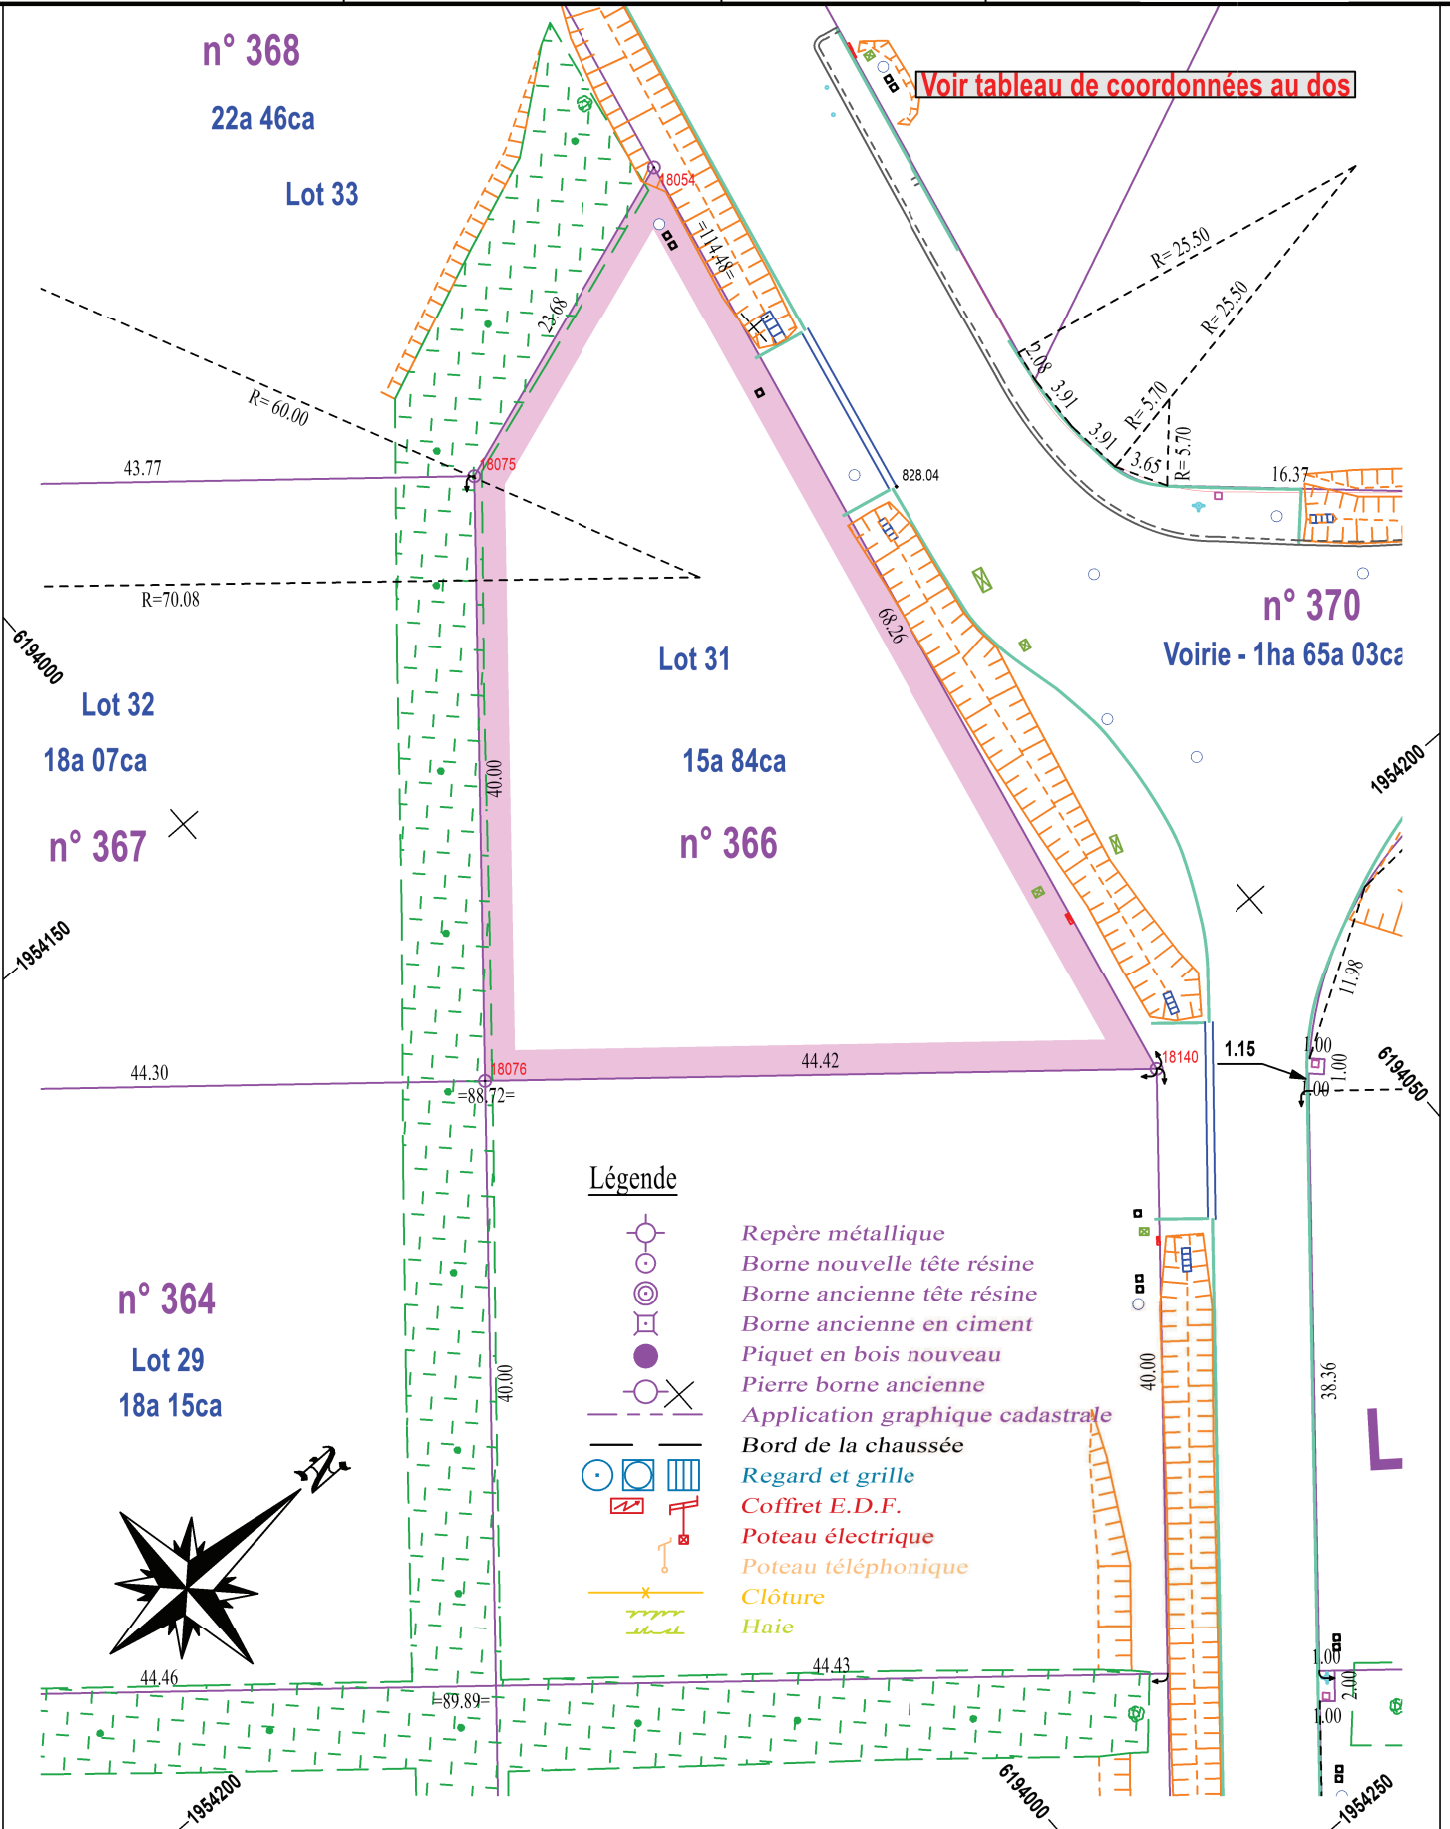 n° 368
22a 46ca
Lot 33
Voir tableau de coordonnées au dos
18054
=114.48=
23.68
R= 25.50
R= 25.50
R= 60.00
2.08
3.91
3.91
3.65
R= 5.70
R= 5.70
16.37
43.77
18075
828.04
R=70.08
n° 370
Voirie - 1ha 65a 03ca
6194000
68.26
Lot 31
Lot 32
15a 84ca
18a 07ca
40.00
1954200
n° 366
n° 367
1954150
11.98
44.30
18076
=88.72=
44.42
18140
1.15
1.00
1.00
1.00
6194050
Légende
Repère métallique
Borne nouvelle tête résine
Borne ancienne tête résine
Borne ancienne en ciment
Piquet en bois nouveau
Pierre borne ancienne
Application graphique cadastrale
Bord de la chaussée
Regard et grille
Coffret E.D.F.
Poteau électrique
Poteau téléphonique
Clôture
Haie
n° 364
Lot 29
18a 15ca
40.00
40.00
38.36
L
N
44.46
=89.89=
44.43
1.00
2.00
1.00
1954200
6194000
1954250